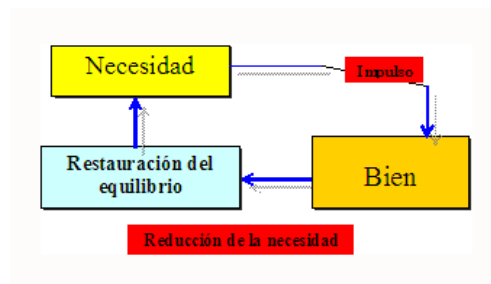 Necesidad
Impulso
Restauración del
equilibrio
Bien
Reducción de la necesidad